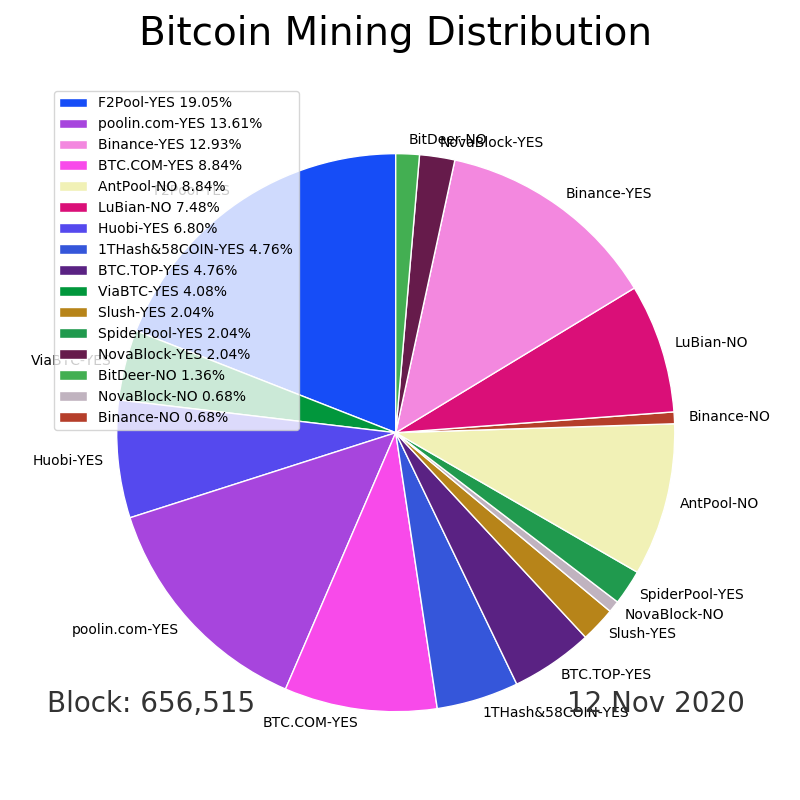 Bitcoin Mining Distribution
F2Pool-YES 19.05%
poolin.com-YES 13.61%
Binance-YES 12.93%
BTC.COM-YES 8.84%
AntPool-NO 8.84%
LuBian-NO 7.48%
Huobi-YES 6.80%
1THash&58COIN-YES 4.76%
BTC.TOP-YES 4.76%
ViaBTC-YES 4.08%
Slush-YES 2.04%
SpiderPool-YES 2.04%
NovaBlock-YES 2.04%
BitDeer-NO 1.36%
NovaBlock-NO 0.68%
Binance-NO 0.68%
BitDeer-NO
NovaBlock-YES
Binance-YES
LuBian-NO
Binance-NO
AntPool-NO
SpiderPool-YES
NovaBlock-NO
Slush-YES
BTC.TOP-YES
1THash&58COIN-YES
BTC.COM-YES
poolin.com-YES
Huobi-YES
ViaBTC-YES
F2Pool-YES
Block: 656,515
12 Nov 2020